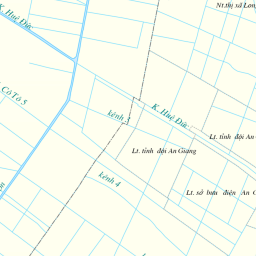 Nt.thị xã Lon
K. Huệ Đức
Cô Tô 5
kênh
K. Huệ Đức
Lt. tỉnh đội An
Lt. tỉnh đội An Giang
kênh 4
Lt. sở bưu điện An G